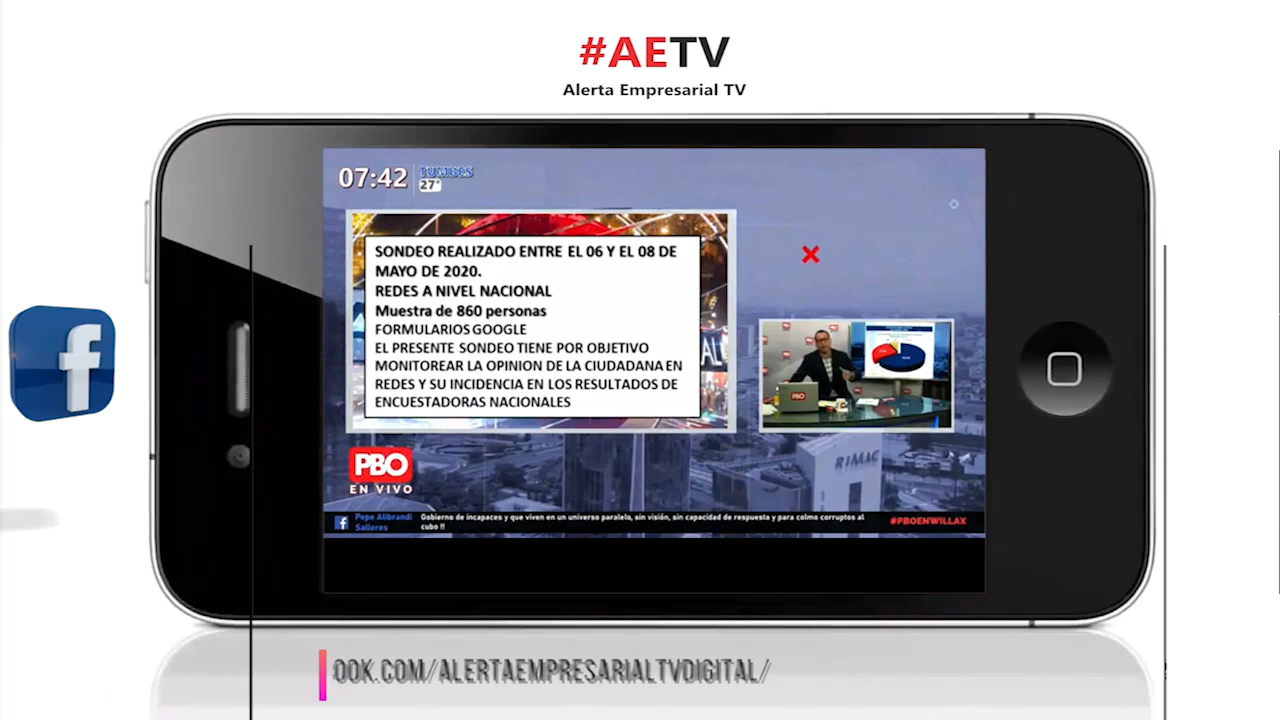 #AETV
Alerta Empresarial TV
07:42
TUMBES
27°
SONDEO REALIZADO ENTRE EL 06 Y EL 08 DE
MAYO DE 2020.
REDES A NIVEL NACIONAL
Muestra de 860 personas
FORMULARIOS GOOGLE
EL PRESENTE SONDEO TIENE POR OBJETIVO
MONITOREAR LA OPINION DE LA CIUDADANA EN
REDES Y SU INCIDENCIA EN LOS RESULTADOS DE
ENCUESTADORAS NACIONALES
PBO
RIMAC
PBO
EN VIVO
Pepe Alibrandi
Salleres
Gobierno de incapaces y que viven en un universo paralelo, sin visión, sin capacidad de respuesta y para colmo corruptos al
cubo !!
#PBOENWILLAX
OOK.COM/ALERTAEMPRESARIALTVDIGITAL/